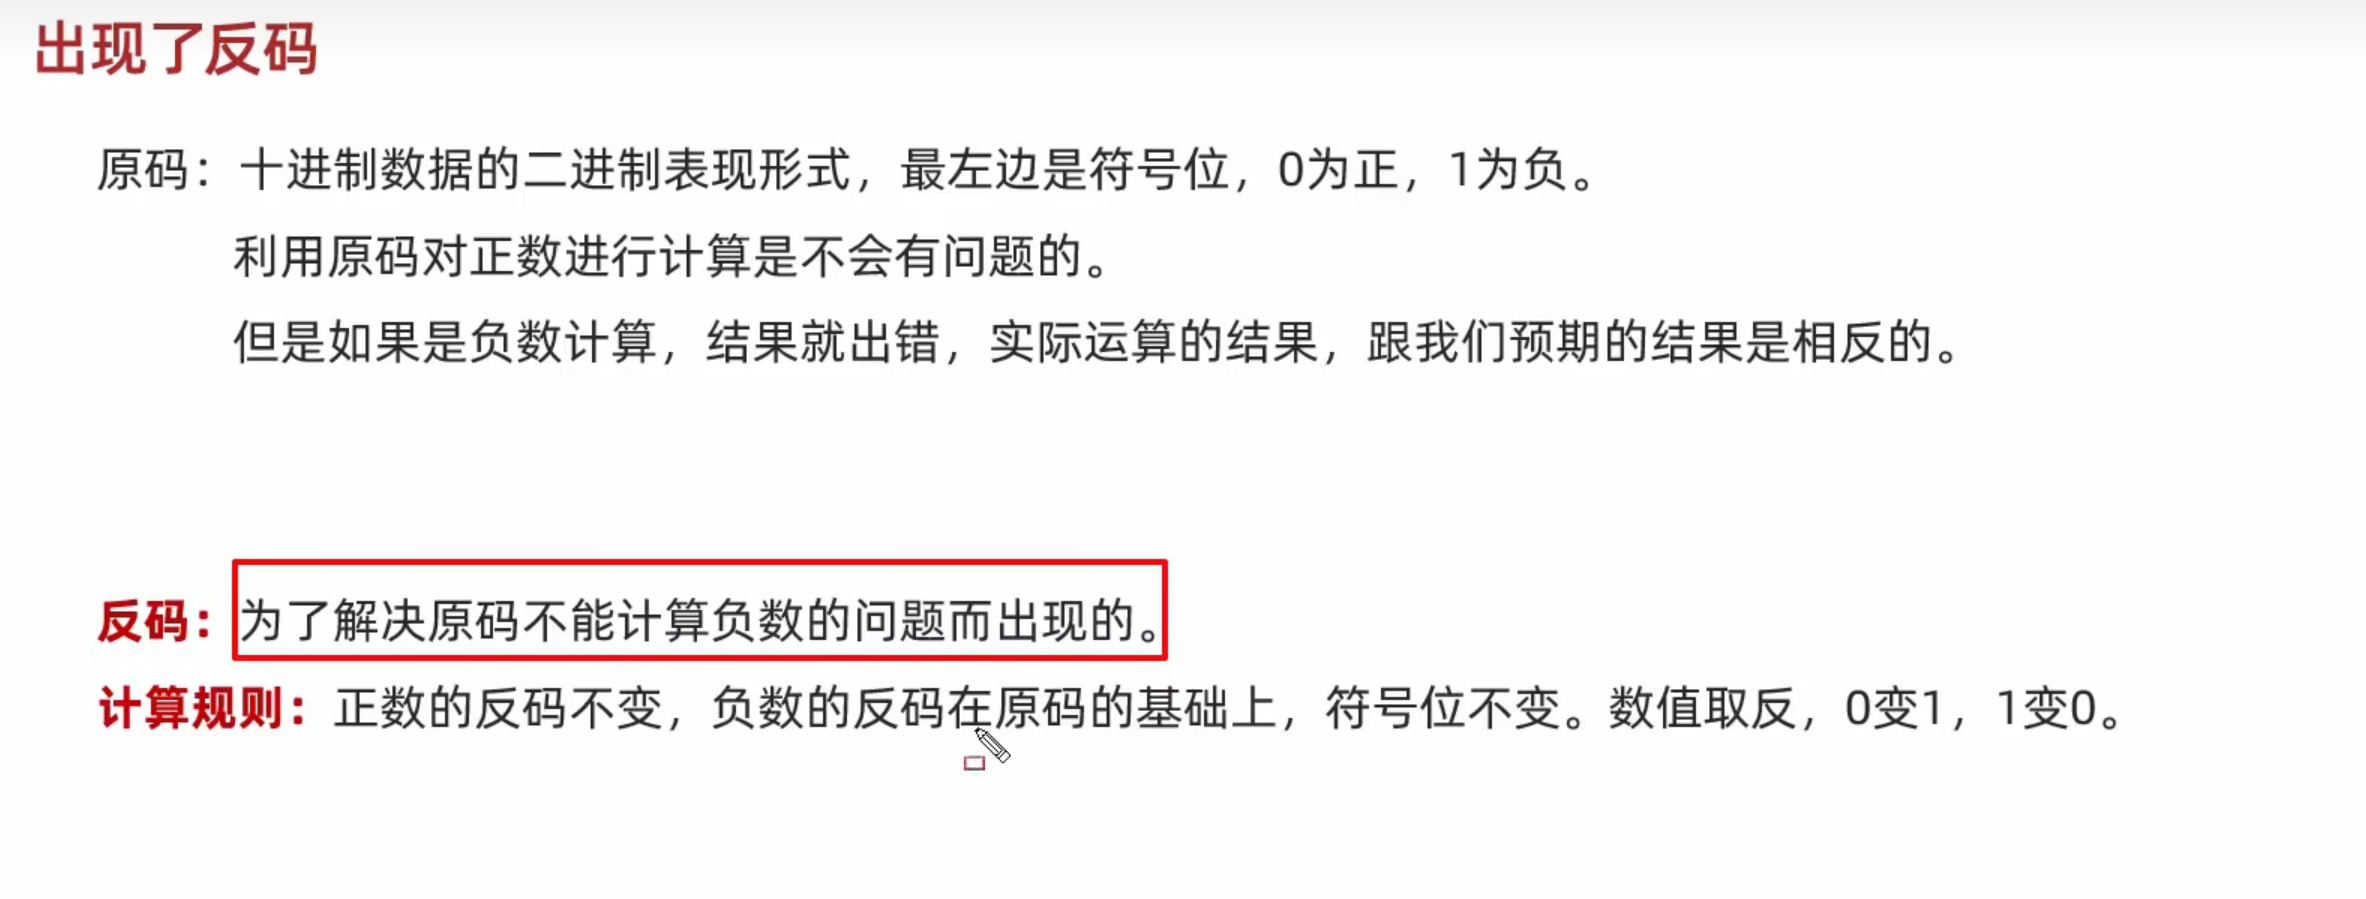 出现了反码
原码：十进制数据的二进制表现形式，最左边是符号位，0为正，1为负。
利用原码对正数进行计算是不会有问题的。
但是如果是负数计算，结果就出错，实际运算的结果，跟我们预期的结果是相反的。
反码：为了解决原码不能计算负数的问题而出现的。
计算规则：正数的反码不变，负数的反码在原码的基础上，符号位不变。数值取反，0变1，1变0。